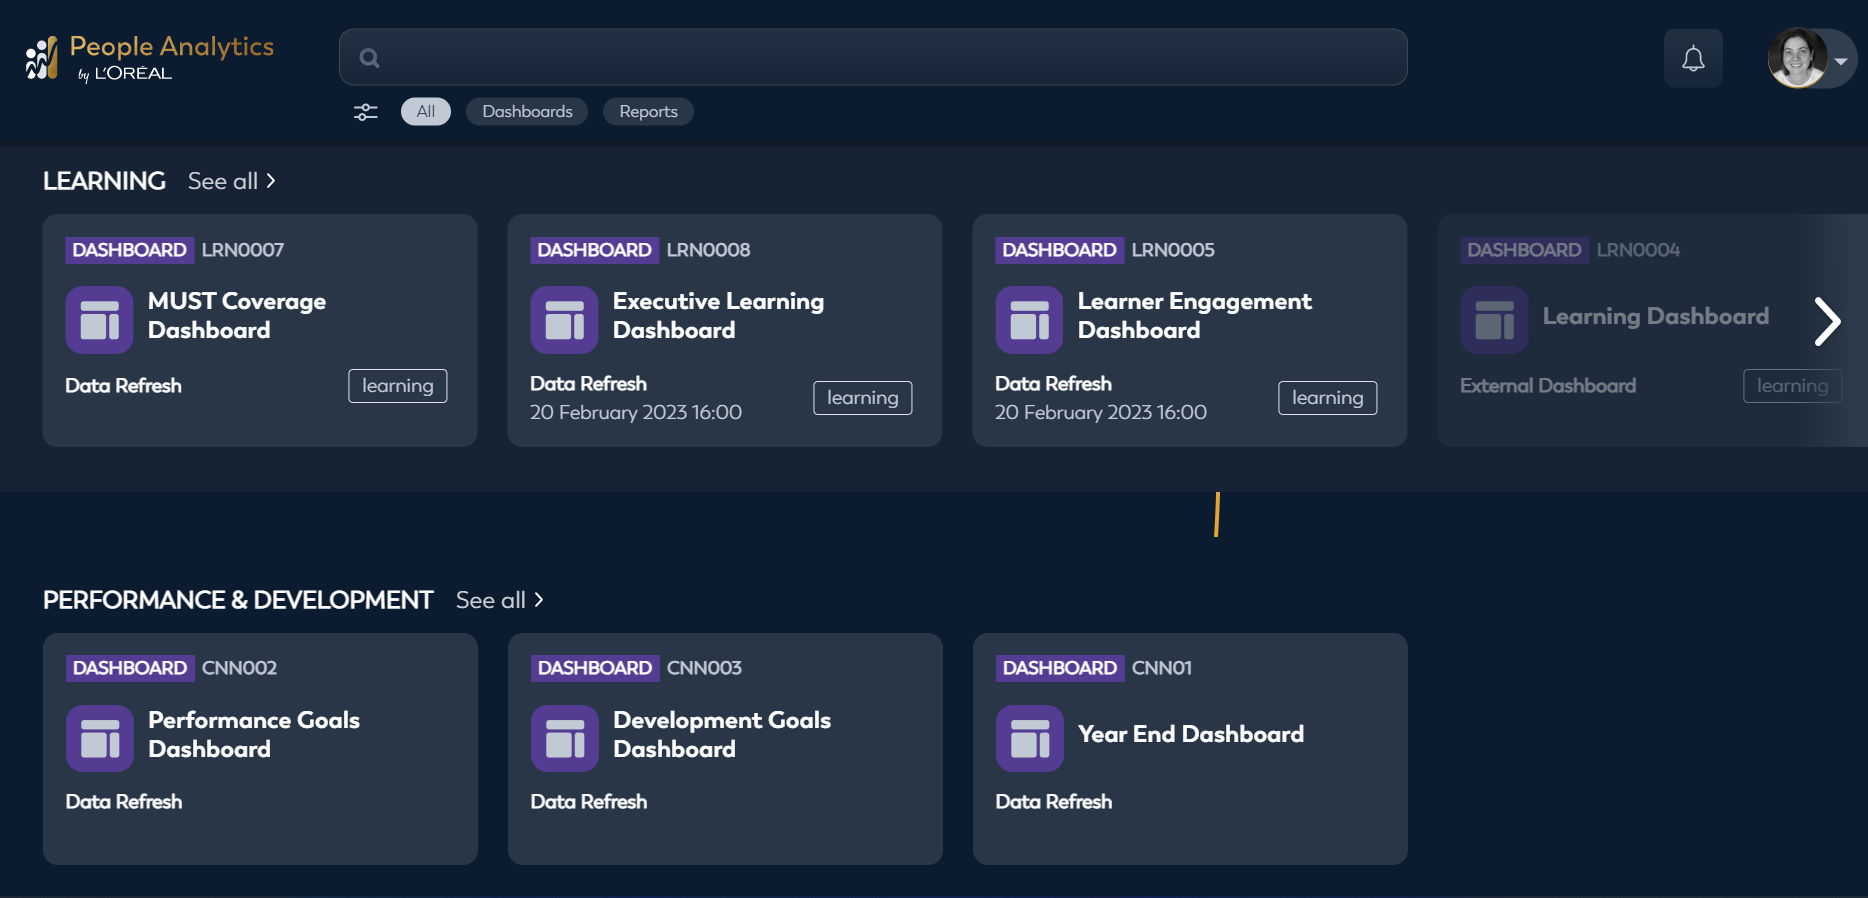 People Analytics
by L'ORÉAL
All
Dashboards
Reports
LEARNING See all
DASHBOARD LRN0007
MUST Coverage
Dashboard
Data Refresh
learning
DASHBOARD LRN0008
Executive Learning
Dashboard
Data Refresh
20 February 2023 16:00
learning
DASHBOARD LRN0005
Learner Engagement
Dashboard
Data Refresh
20 February 2023 16:00
learning
DASHBOARD LRN0004
Learning Dashboard
External Dashboard
learning
PERFORMANCE & DEVELOPMENT See all
DASHBOARD CNN002
Performance Goals
Dashboard
Data Refresh
DASHBOARD CNN003
Development Goals
Dashboard
Data Refresh
DASHBOARD CNN01
Year End Dashboard
Data Refresh